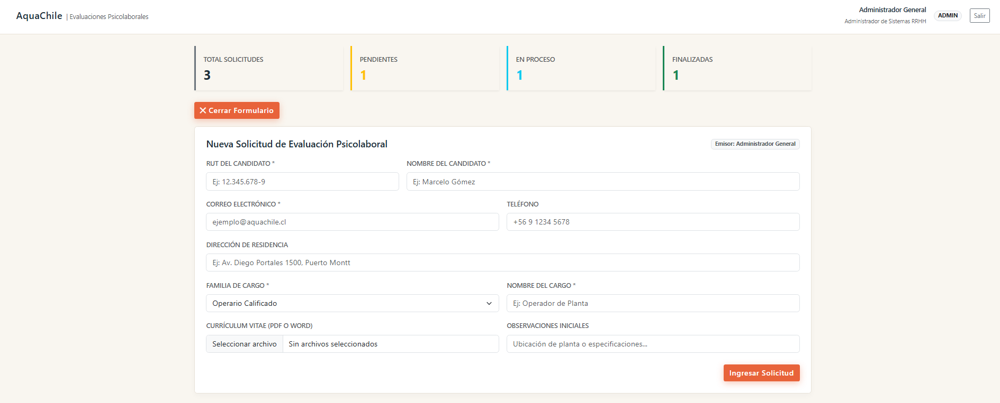 AquaChile | Evaluaciones Psicolaborales
Administrador General
Administrador de Sistemas RRHH
ADMIN
Salir
TOTAL SOLICITUDES
3
PENDIENTES
1
EN PROCESO
1
FINALIZADAS
1
Cerrar Formulario
Nueva Solicitud de Evaluación Psicolaboral
Emisor: Administrador General
RUT DEL CANDIDATO *
Ej: 12.345.678-9
NOMBRE DEL CANDIDATO *
Ej: Marcelo Gómez
CORREO ELECTRÓNICO *
ejemplo@aquachile.cl
TELÉFONO
+56 9 1234 5678
DIRECCIÓN DE RESIDENCIA
Ej: Av. Diego Portales 1500, Puerto Montt
FAMILIA DE CARGO *
Operario Calificado
NOMBRE DEL CARGO *
Ej: Operador de Planta
CURRÍCULUM VITAE (PDF O WORD)
Seleccionar archivo Sin archivos seleccionados
OBSERVACIONES INICIALES
Ubicación de planta o especificaciones...
Ingresar Solicitud